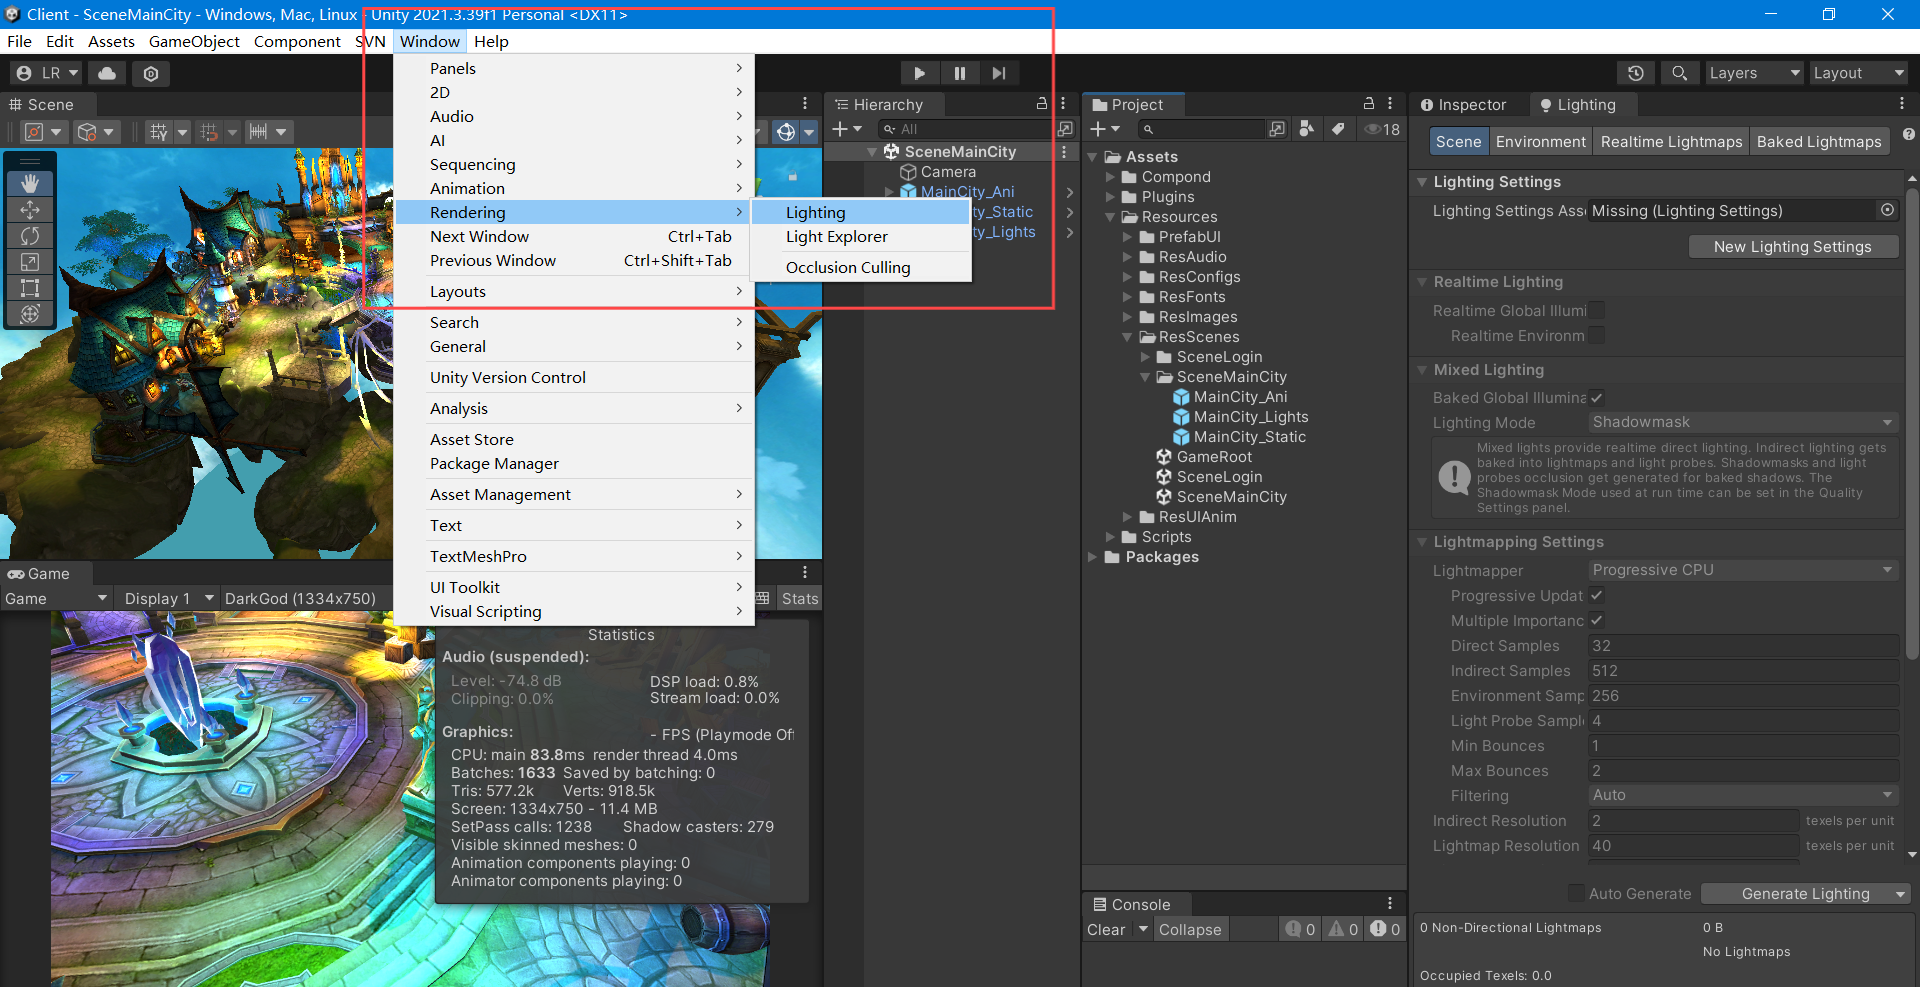 Client - SceneMainCity - Windows, Mac, Linux - Unity 2021.3.39f1 Personal <DX11>
File Edit Assets GameObject Component SVN Window Help
LR
Layers
Layout
Scene
Panels
2D
Audio
AI
Sequencing
Animation
Rendering
Next Window Ctrl+Tab
Previous Window Ctrl+Shift+Tab
Layouts
Search
General
Unity Version Control
Analysis
Asset Store
Package Manager
Asset Management
Text
TextMeshPro
UI Toolkit
Visual Scripting
Lighting
Light Explorer
Occlusion Culling
Hierarchy
All
SceneMainCity
Camera
MainCity_Ani
ty_Static
ty_Lights
Project
18
Assets
Compond
Plugins
Resources
PrefabUI
ResAudio
ResConfigs
ResFonts
ResImages
ResScenes
SceneLogin
SceneMainCity
MainCity_Ani
MainCity_Lights
MainCity_Static
GameRoot
SceneLogin
SceneMainCity
ResUIAnim
Scripts
Packages
Console
Clear Collapse 0 0 0
Inspector Lighting
Scene Environment Realtime Lightmaps Baked Lightmaps
Lighting Settings
Lighting Settings Asse Missing (Lighting Settings)
New Lighting Settings
Realtime Lighting
Realtime Global Illumi
Realtime Environm
Mixed Lighting
Baked Global Illumina
Lighting Mode Shadowmask
Mixed lights provide realtime direct lighting. Indirect lighting gets
baked into lightmaps and light probes. Shadowmasks and light
probes occlusion get generated for baked shadows. The
Shadowmask Mode used at run time can be set in the Quality
Settings panel.
Lightmapping Settings
Lightmapper Progressive CPU
Progressive Updat
Multiple Importanc
Direct Samples 32
Indirect Samples 512
Environment Samp 256
Light Probe Sampl 4
Min Bounces 1
Max Bounces 2
Filtering Auto
Indirect Resolution 2 texels per unit
Lightmap Resolution 40 texels per unit
Auto Generate Generate Lighting
0 Non-Directional Lightmaps 0 B
No Lightmaps
Occupied Texels: 0.0
Game
Game Display 1 DarkGod (1334x750) Stats
Statistics
Audio (suspended):
Level: -74.8 dB DSP load: 0.8%
Clipping: 0.0% Stream load: 0.0%
Graphics: - FPS (Playmode Off
CPU: main 83.8ms render thread 4.0ms
Batches: 1633 Saved by batching: 0
Tris: 577.2k Verts: 918.5k
Screen: 1334x750 - 11.4 MB
SetPass calls: 1238 Shadow casters: 279
Visible skinned meshes: 0
Animation components playing: 0
Animator components playing: 0